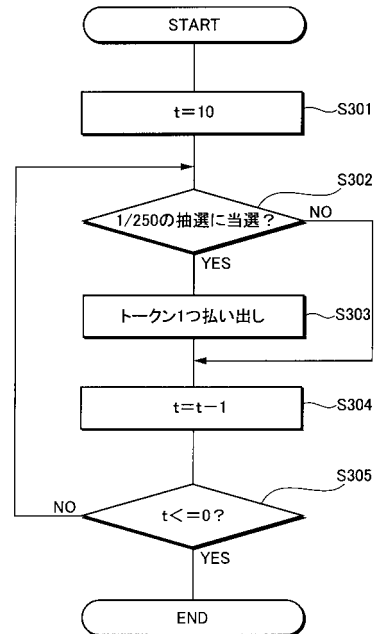 START
t=10
S301
S302
1/250の抽選に当選?
NO
YES
トークン1つ払い出し
S303
t=t-1
S304
S305
t<=0?
NO
YES
END